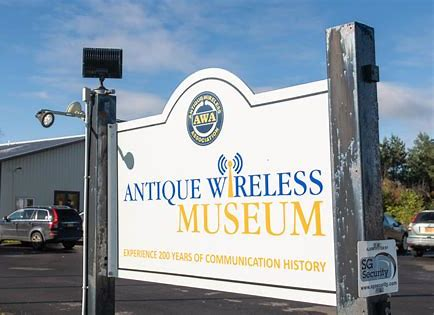 ANTIQUE WIRELESS
AWA
ASSOCIATION
ANTIQUE WIRELESS
MUSEUM
EXPERIENCE 200 YEARS OF COMMUNICATION HISTORY
SG
Security